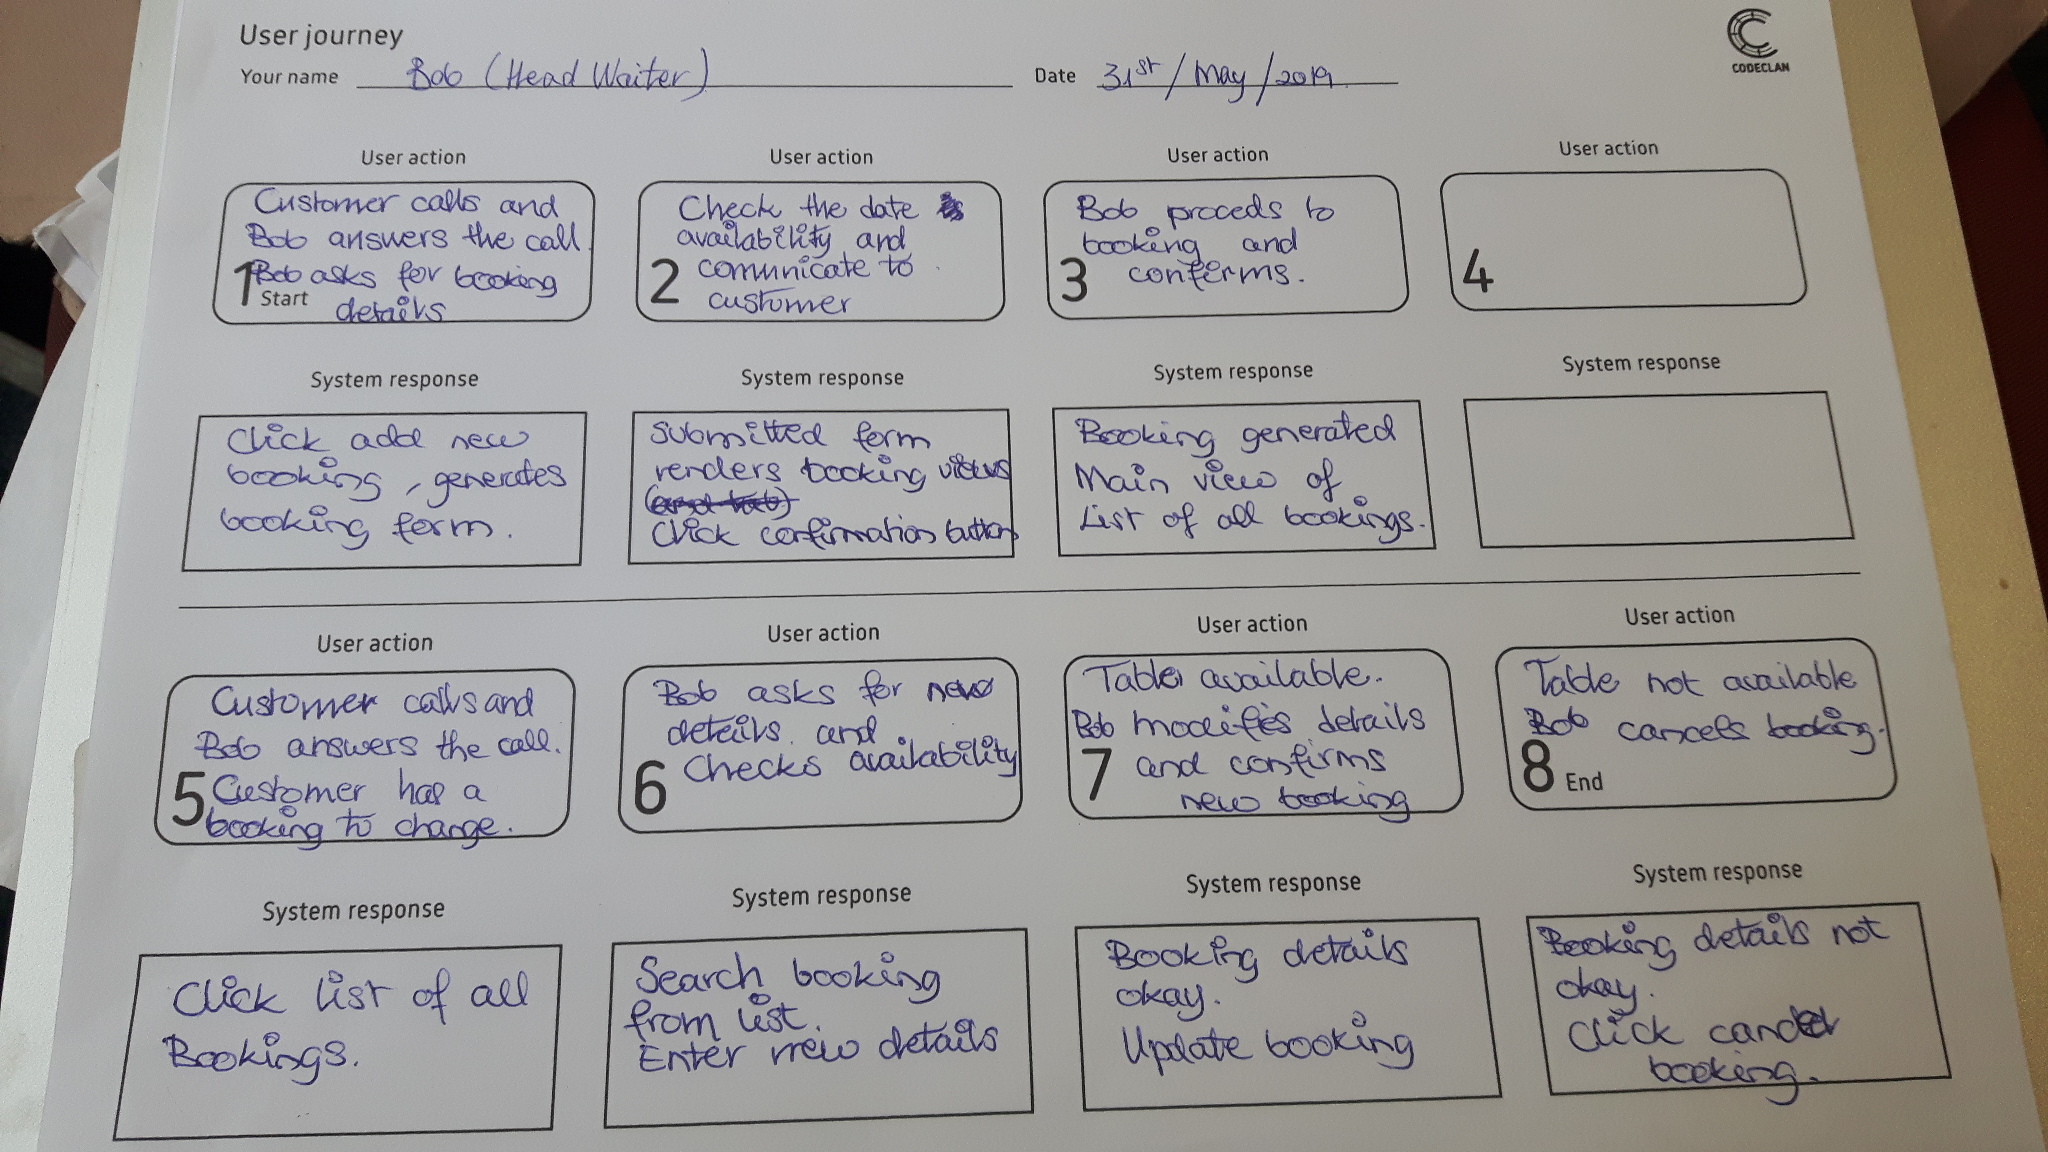 User journey
Your name Bob (Head Waiter) Date 31st/May/2019
CODECLAN
User action
Customer calls and
Bob answers the call.
Bob asks for booking
1 Start details
User action
Check the date
availability and
2 comunicate to
customer
User action
Bob proceds to
booking and
3 confirms.
User action
4
System response
Click add new
booking, generates
booking form.
System response
Submitted form
renders booking views
Click confirmation button
System response
Booking generated
Main view of
List of all bookings.
System response
User action
Customer calls and
Bob answers the call.
5 Customer has a
booking to change.
User action
Bob asks for new
details and
6 Checks availability
User action
Table available.
Bob modifies details
7 and confirms
new booking
User action
Table not available
Bob cancels booking.
8 End
System response
Click list of all
Bookings.
System response
Search booking
from list.
Enter new details
System response
Booking details
okay.
Update booking
System response
Booking details not
okay.
Click cancel
booking.